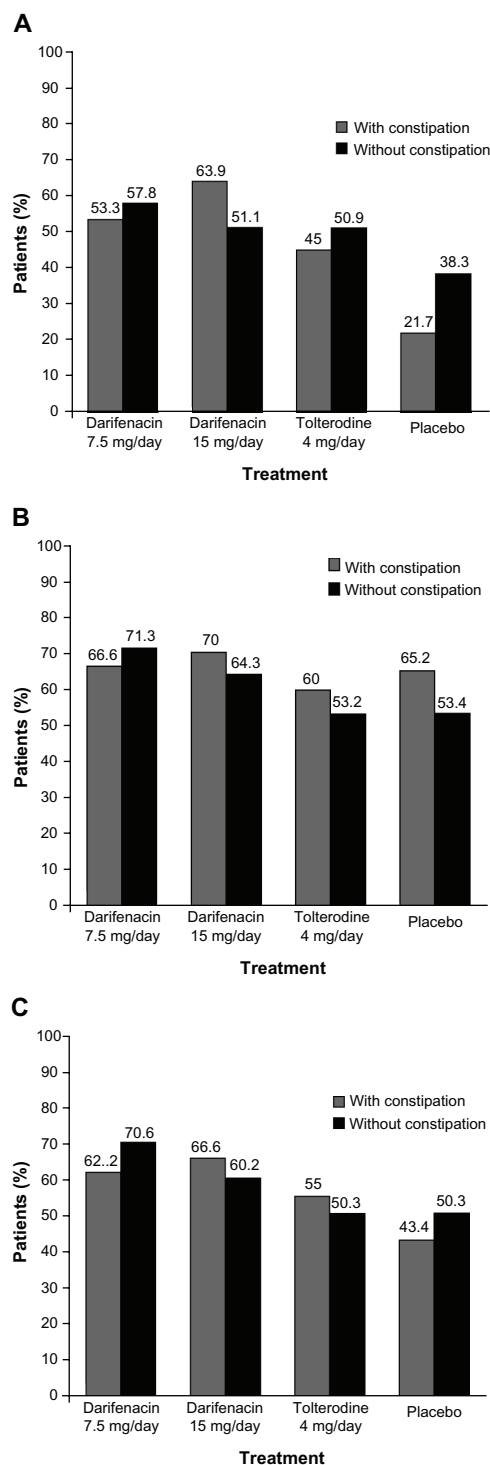 A
100
90
80
70
60
50
40
30
20
10
0
Patients (%)
With constipation
Without constipation
53.3 57.8
63.9 51.1
45 50.9
21.7 38.3
Darifenacin Darifenacin Tolterodine Placebo
7.5 mg/day 15 mg/day 4 mg/day
Treatment
B
100
90
80
70
60
50
40
30
20
10
0
Patients (%)
With constipation
Without constipation
66.6 71.3
70 64.3
60 53.2
65.2 53.4
Darifenacin Darifenacin Tolterodine Placebo
7.5 mg/day 15 mg/day 4 mg/day
Treatment
C
100
90
80
70
60
50
40
30
20
10
0
Patients (%)
With constipation
Without constipation
62..2 70.6
66.6 60.2
55 50.3
43.4 50.3
Darifenacin Darifenacin Tolterodine Placebo
7.5 mg/day 15 mg/day 4 mg/day
Treatment